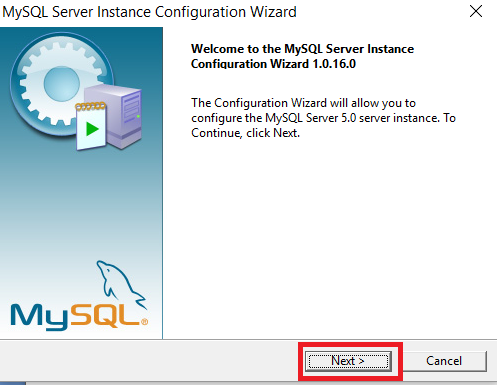 MySQL Server Instance Configuration Wizard
Welcome to the MySQL Server Instance
Configuration Wizard 1.0.16.0
The Configuration Wizard will allow you to
configure the MySQL Server 5.0 server instance. To
Continue, click Next.
MySQL®
Next >
Cancel